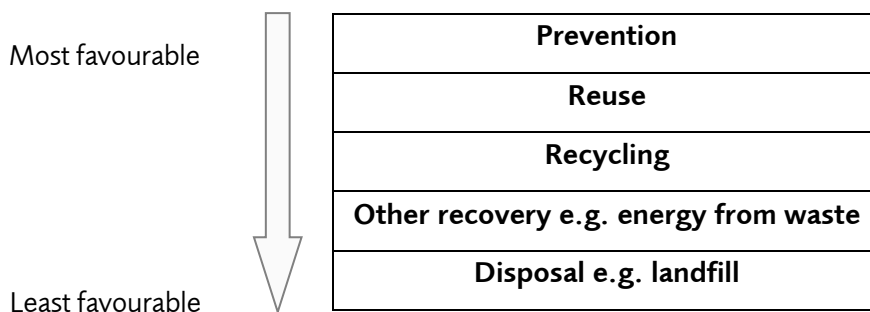 Most favourable
Prevention
Reuse
Recycling
Other recovery e.g. energy from waste
Disposal e.g. landfill
Least favourable